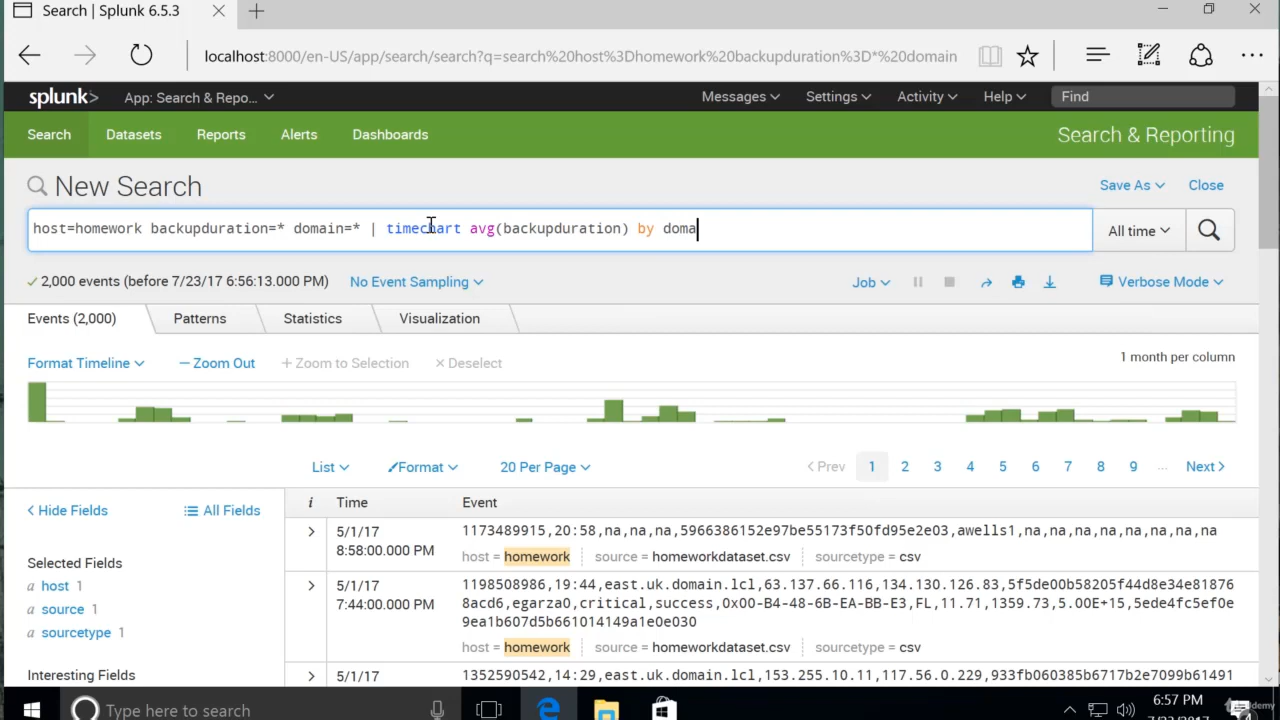 Search | Splunk 6.5.3
localhost:8000/en-US/app/search/search?q=search%20host%3Dhomework%20backupduration%3D*%20domain
splunk> App: Search & Repo... Messages Settings Activity Help Find
Search Datasets Reports Alerts Dashboards Search & Reporting
New Search Save As Close
host=homework backupduration=* domain=* | timechart avg(backupduration) by doma All time
2,000 events (before 7/23/17 6:56:13.000 PM) No Event Sampling Job Verbose Mode
Events (2,000) Patterns Statistics Visualization
Format Timeline — Zoom Out + Zoom to Selection × Deselect 1 month per column
List Format 20 Per Page < Prev 1 2 3 4 5 6 7 8 9 ... Next >
< Hide Fields All Fields i Time Event
Selected Fields
a host 1
a source 1
a sourcetype 1
Interesting Fields
> 5/1/17 1173489915,20:58,na,na,na,5966386152e97be55173f50fd95e2e03,awells1,na,na,na,na,na,na,na,na
8:58:00.000 PM host = homework source = homeworkdataset.csv sourcetype = csv
> 5/1/17 1198508986,19:44,east.uk.domain.lcl,63.137.66.116,134.130.126.83,5f5de00b58205f44d8e34e81876
7:44:00.000 PM 8acd6,egarza0,critical,success,0x00-B4-48-6B-EA-BB-E3,FL,11.71,1359.73,5.00E+15,5ede4fc5ef0e
9ea1b607d5b661014149a1e0e030
host = homework source = homeworkdataset.csv sourcetype = csv
> 5/1/17 1352590542,14:29,east.uk.domain.lcl,153.255.10.11,117.56.0.229,933fb060385b6717b2e7099b61491
Type here to search 6:57 PM